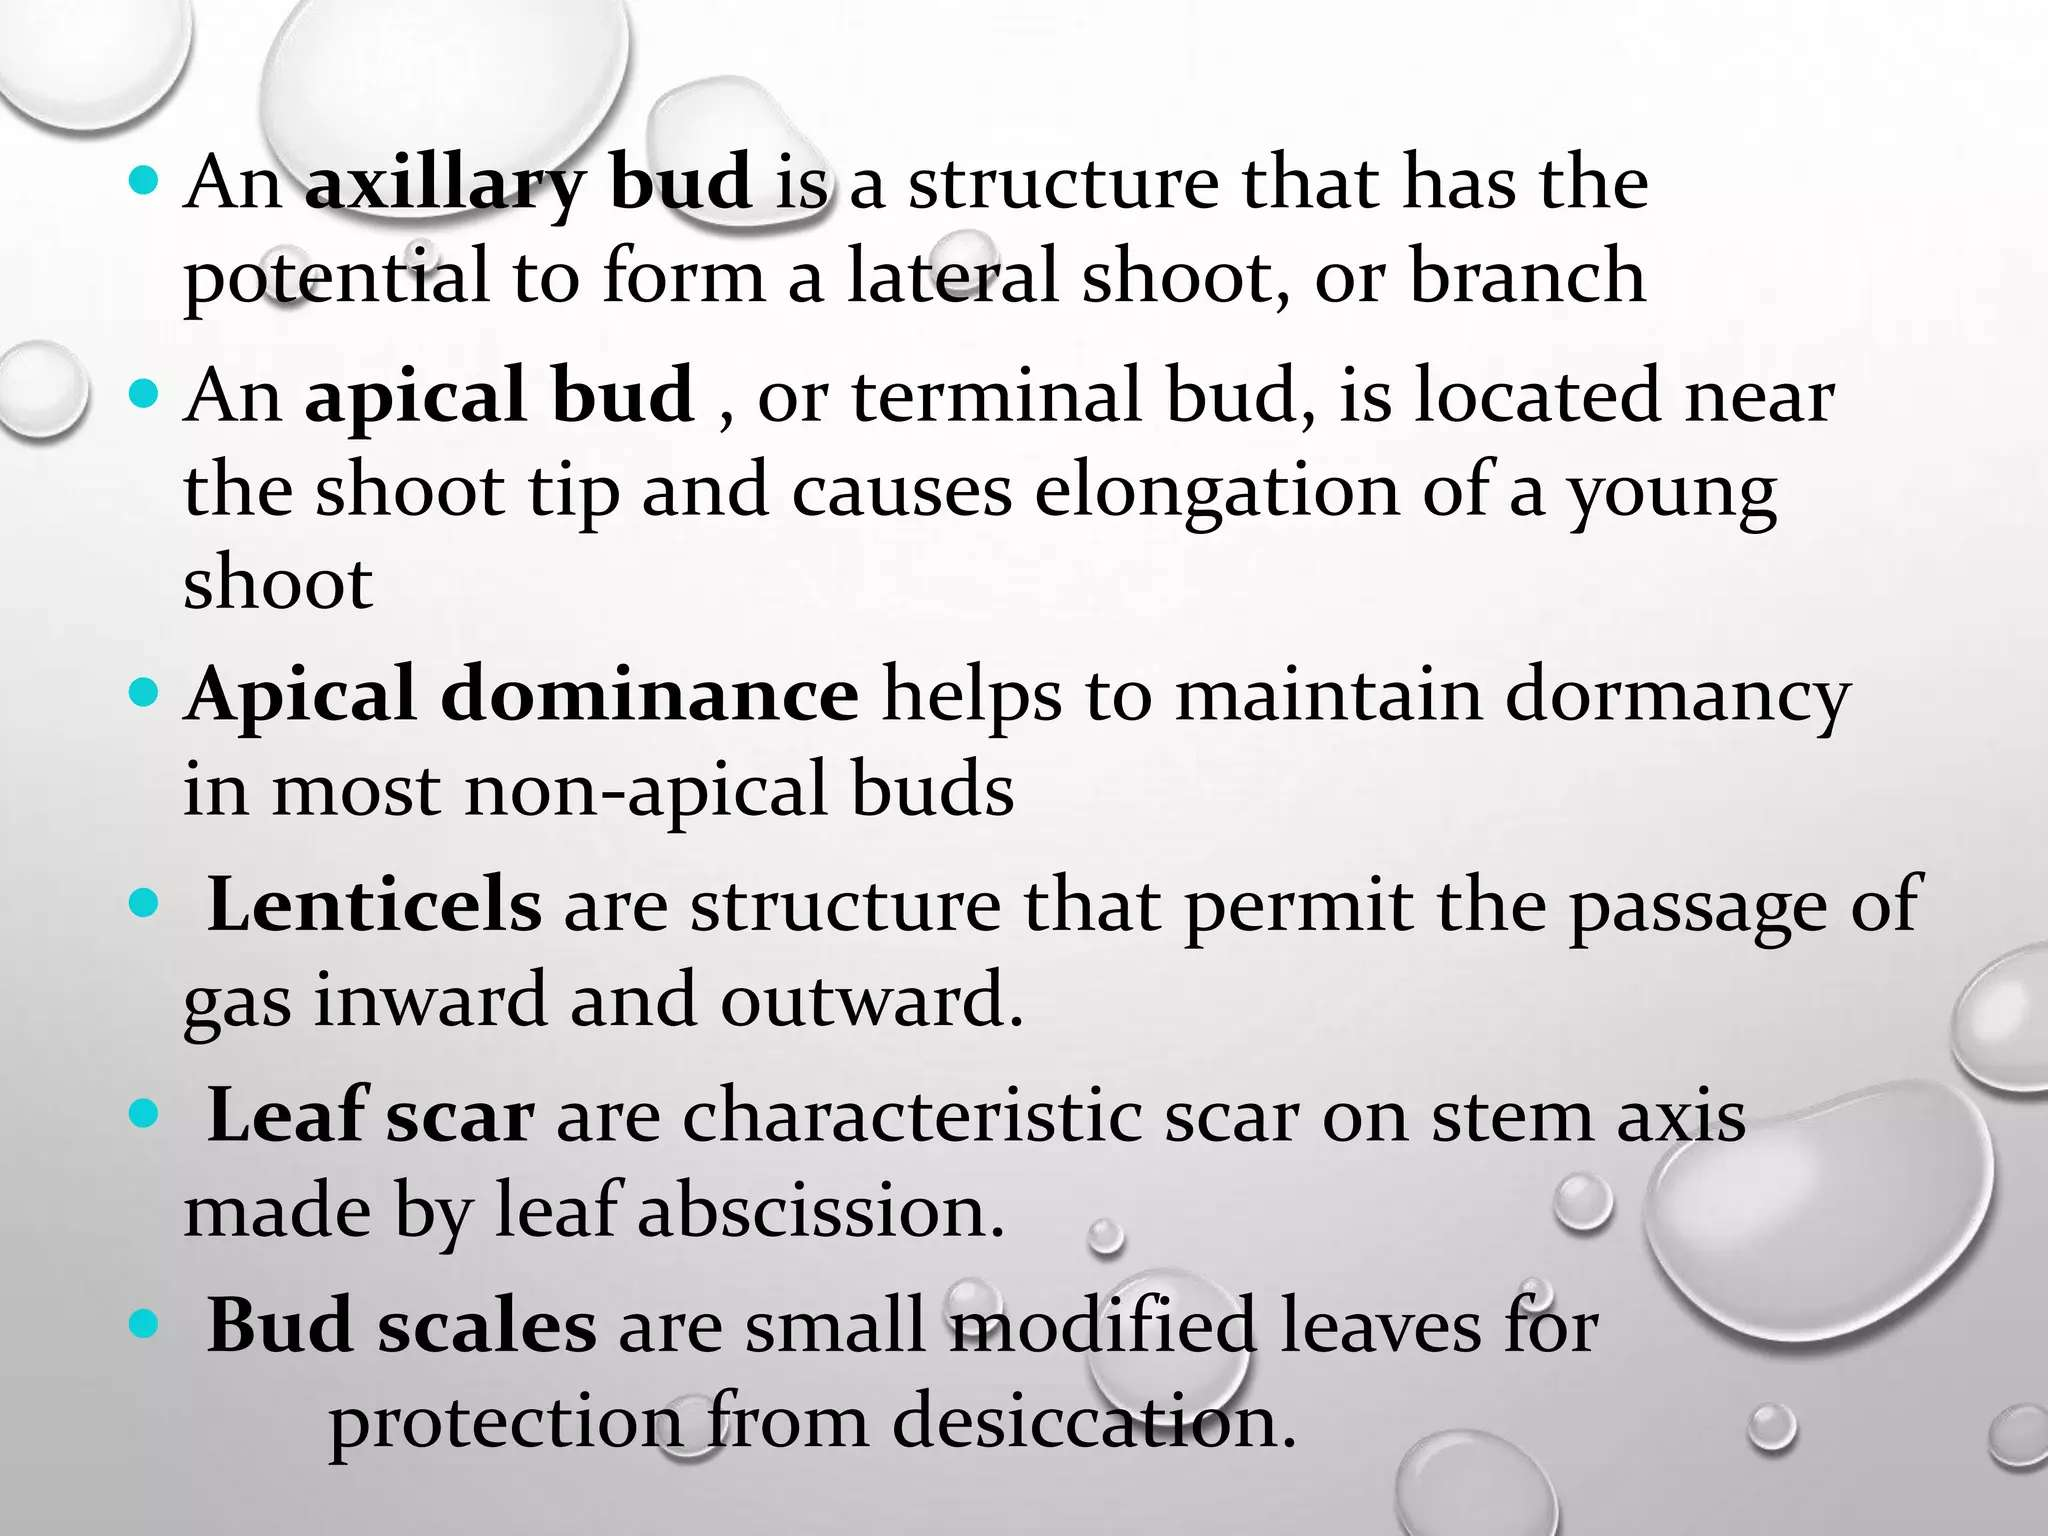 • An axillary bud is a structure that has the
potential to form a lateral shoot, or branch
• An apical bud , or terminal bud, is located near
the shoot tip and causes elongation of a young
shoot
• Apical dominance helps to maintain dormancy
in most non-apical buds
• Lenticels are structure that permit the passage of
gas inward and outward.
• Leaf scar are characteristic scar on stem axis
made by leaf abscission.
• Bud scales are small modified leaves for
protection from desiccation.